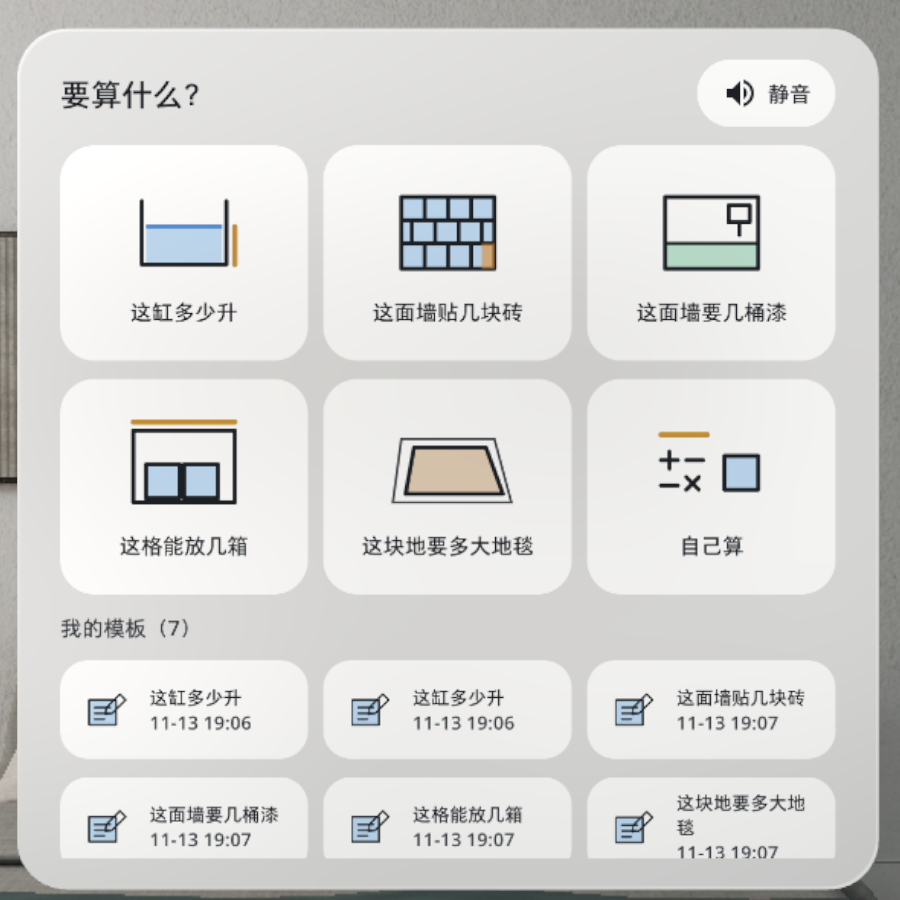 要算什么？
静音
这缸多少升
这面墙贴几块砖
这面墙要几桶漆
这格能放几箱
这块地要多大地毯
自己算
我的模板（7）
这缸多少升
11-13 19:06
这缸多少升
11-13 19:06
这面墙贴几块砖
11-13 19:07
这面墙要几桶漆
11-13 19:07
这格能放几箱
11-13 19:07
这块地要多大地
毯
11-13 19:07